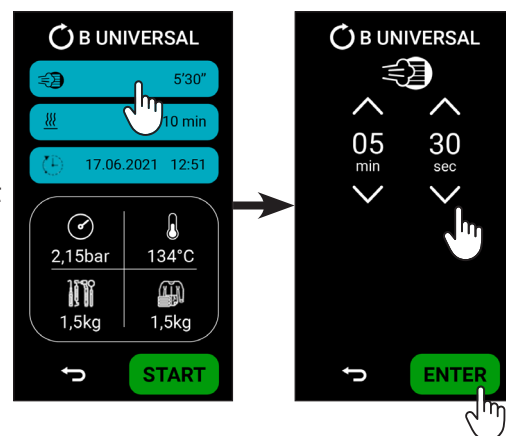 B UNIVERSAL
5'30"
10 min
17.06.2021 12:51
2,15bar 134°C
1,5kg 1,5kg
START
B UNIVERSAL
05 30
min sec
ENTER